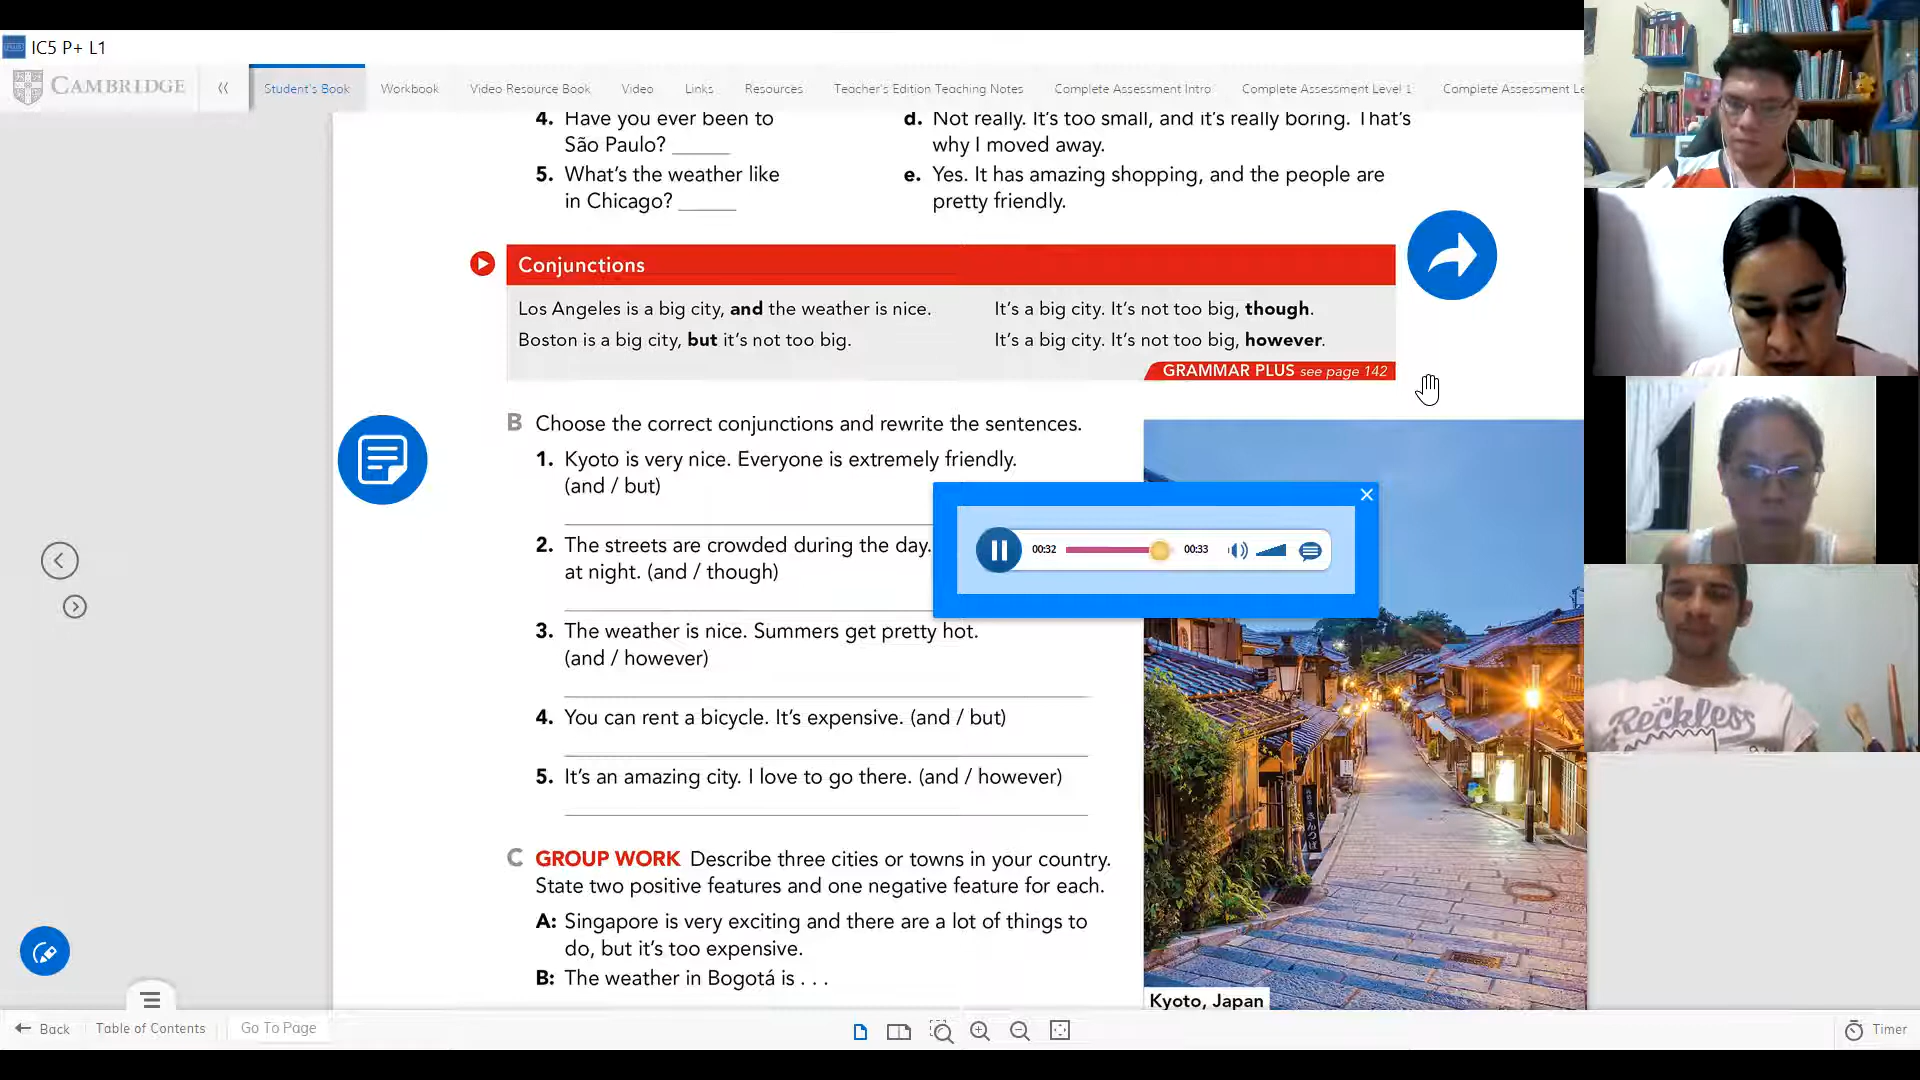 IC5 P+ L1
CAMBRIDGE
Student's Book
Workbook
Video Resource Book
Video
Links
Resources
Teacher's Edition Teaching Notes
Complete Assessment Intro
Complete Assessment Level 1
Complete Assessment Le
4. Have you ever been to
São Paulo? _____
5. What's the weather like
in Chicago? _____
d. Not really. It's too small, and it's really boring. That's
why I moved away.
e. Yes. It has amazing shopping, and the people are
pretty friendly.
Conjunctions
Los Angeles is a big city, and the weather is nice.
Boston is a big city, but it's not too big.
It's a big city. It's not too big, though.
It's a big city. It's not too big, however.
GRAMMAR PLUS see page 142
B Choose the correct conjunctions and rewrite the sentences.
1. Kyoto is very nice. Everyone is extremely friendly.
(and / but)
2. The streets are crowded during the day.
at night. (and / though)
3. The weather is nice. Summers get pretty hot.
(and / however)
4. You can rent a bicycle. It's expensive. (and / but)
5. It's an amazing city. I love to go there. (and / however)
00:32
00:33
C GROUP WORK Describe three cities or towns in your country.
State two positive features and one negative feature for each.
A: Singapore is very exciting and there are a lot of things to
do, but it's too expensive.
B: The weather in Bogotá is . . .
Kyoto, Japan
Reckless
Back
Table of Contents
Go To Page
Timer